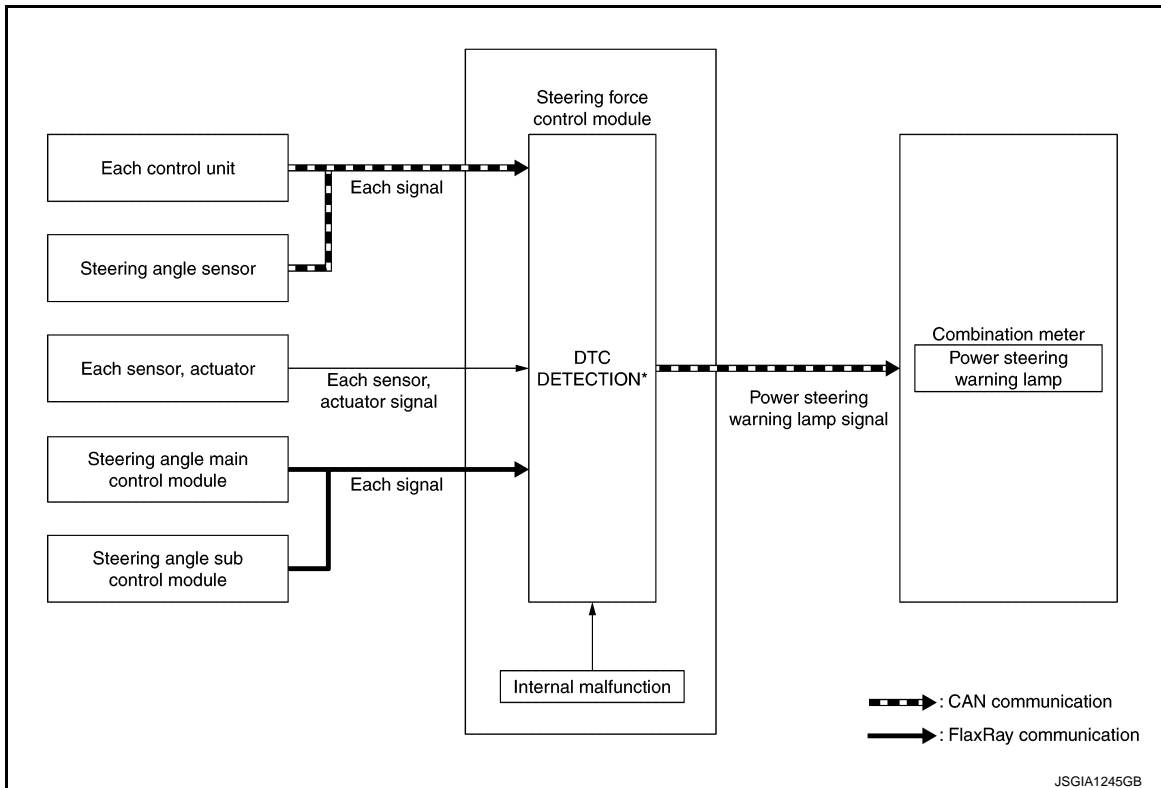 Steering force
control module
Each control unit
Each signal
Steering angle sensor
Each sensor, actuator
Each sensor,
actuator signal
DTC
DETECTION*
Combination meter
Power steering
warning lamp
Power steering
warning lamp signal
Steering angle main
control module
Each signal
Steering angle sub
control module
Internal malfunction
: CAN communication
: FlaxRay communication
JSGIA1245GB